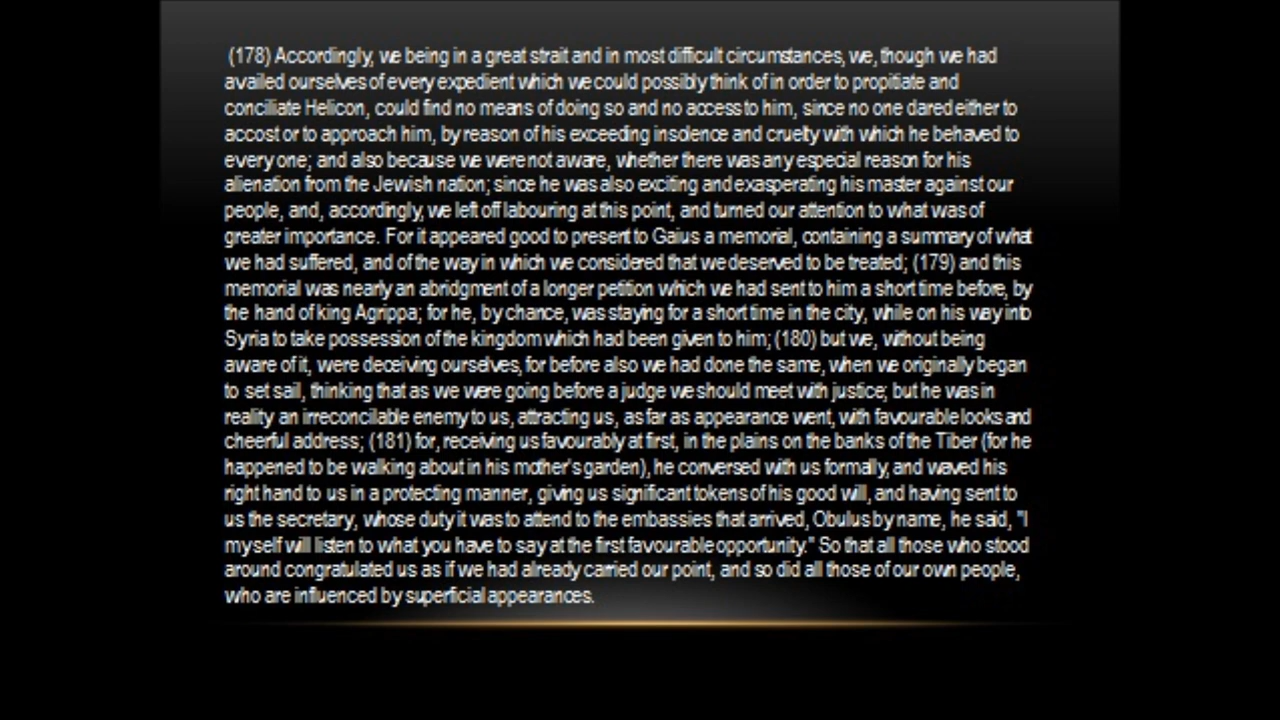 (178) Accordingly, we being in a great strait and in most difficult circumstances, we, though we had
availed ourselves of every expedient which we could possibly think of in order to propitiate and
conciliate Helicon, could find no means of doing so and no access to him, since no one dared either to
accost or to approach him, by reason of his exceeding insolence and cruelty with which he behaved to
every one; and also because we were not aware, whether there was any especial reason for his
alienation from the Jewish nation; since he was also exciting and exasperating his master against our
people, and, accordingly, we left off labouring at this point, and turned our attention to what was of
greater importance. For it appeared good to present to Gaius a memorial, containing a summary of what
we had suffered, and of the way in which we considered that we deserved to be treated; (179) and this
memorial was nearly an abridgment of a longer petition which we had sent to him a short time before, by
the hand of king Agrippa; for he, by chance, was staying for a short time in the city, while on his way into
Syria to take possession of the kingdom which had been given to him; (180) but we, without being
aware of it, were deceiving ourselves, for before also we had done the same, when we originally began
to set sail, thinking that as we were going before a judge we should meet with justice; but he was in
reality an irreconcilable enemy to us, attracting us, as far as appearance went, with favourable looks and
cheerful address; (181) for, receiving us favourably at first, in the plains on the banks of the Tiber (for he
happened to be walking about in his mother's garden), he conversed with us formally, and waved his
right hand to us in a protecting manner, giving us significant tokens of his good will, and having sent to
us the secretary, whose duty it was to attend to the embassies that arrived, Obulus by name, he said, "I
myself will listen to what you have to say at the first favourable opportunity." So that all those who stood
around congratulated us as if we had already carried our point, and so did all those of our own people,
who are influenced by superficial appearances.